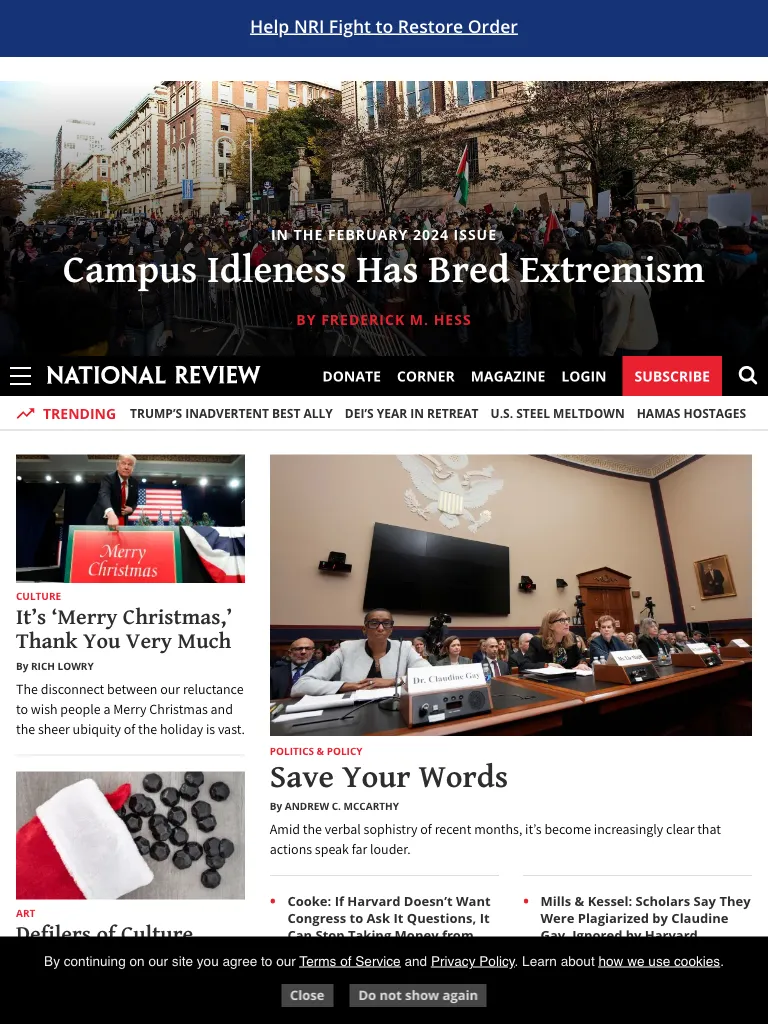 Help NRI Fight to Restore Order
IN THE FEBRUARY 2024 ISSUE
Campus Idleness Has Bred Extremism
BY FREDERICK M. HESS
NATIONAL REVIEW DONATE CORNER MAGAZINE LOGIN SUBSCRIBE
TRENDING TRUMP'S INADVERTENT BEST ALLY DEI'S YEAR IN RETREAT U.S. STEEL MELTDOWN HAMAS HOSTAGES
Merry
Christmas
CULTURE
It's ‘Merry Christmas,’
Thank You Very Much
By RICH LOWRY
The disconnect between our reluctance
to wish people a Merry Christmas and
the sheer ubiquity of the holiday is vast.
ART
Defilers of Culture
Dr. Claudine Gay
POLITICS & POLICY
Save Your Words
By ANDREW C. MCCARTHY
Amid the verbal sophistry of recent months, it's become increasingly clear that
actions speak far louder.
• Cooke: If Harvard Doesn't Want
Congress to Ask It Questions, It
Can Stop Taking Money from
• Mills & Kessel: Scholars Say They
Were Plagiarized by Claudine
Gay, Ignored by Harvard
By continuing on our site you agree to our Terms of Service and Privacy Policy. Learn about how we use cookies.
Close Do not show again